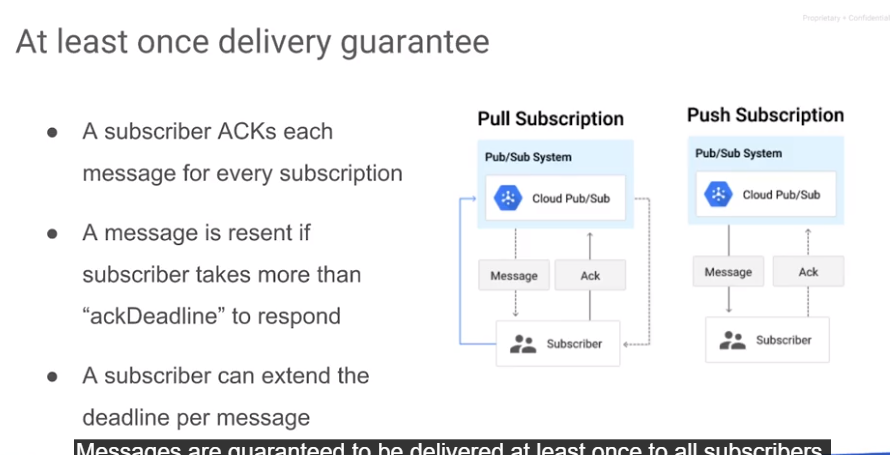 Proprietary + Confidential
At least once delivery guarantee
● A subscriber ACKs each
message for every subscription
● A message is resent if
subscriber takes more than
“ackDeadline” to respond
● A subscriber can extend the
deadline per message
Pull Subscription
Pub/Sub System
Cloud Pub/Sub
Message
Ack
Subscriber
Push Subscription
Pub/Sub System
Cloud Pub/Sub
Message
Ack
Subscriber
Messages are guaranteed to be delivered at least once to all subscribers